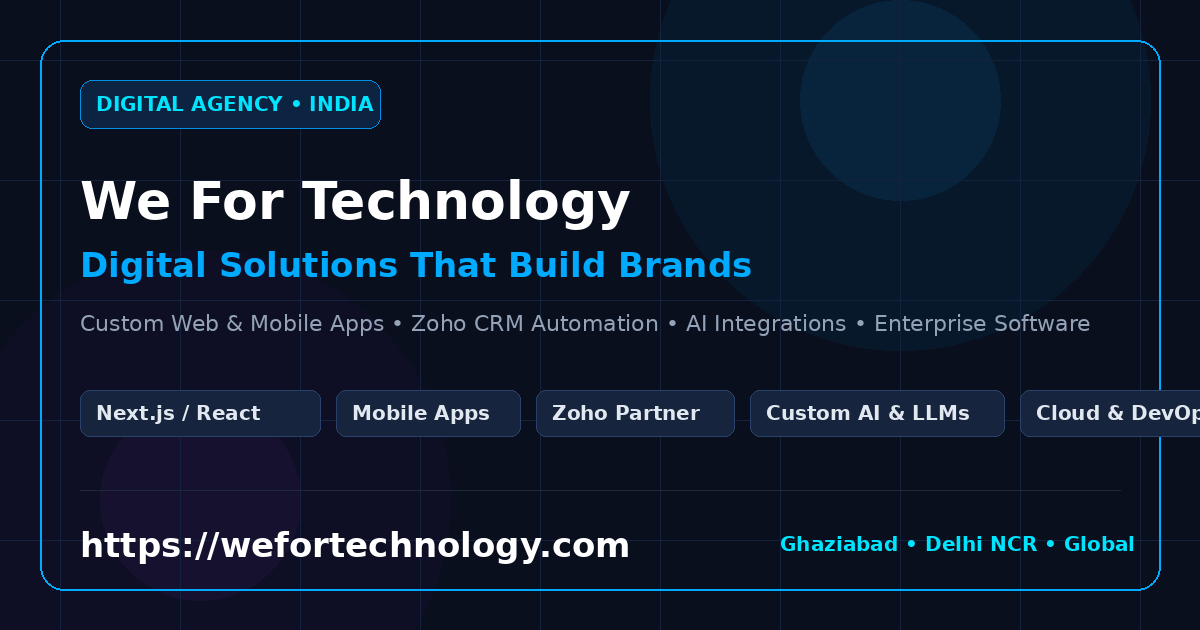 DIGITAL AGENCY • INDIA
We For Technology
Digital Solutions That Build Brands
Custom Web & Mobile Apps • Zoho CRM Automation • AI Integrations • Enterprise Software
Next.js / React Mobile Apps Zoho Partner Custom AI & LLMs Cloud &
https://wefortechnology.com Ghaziabad • Delhi NCR • Global